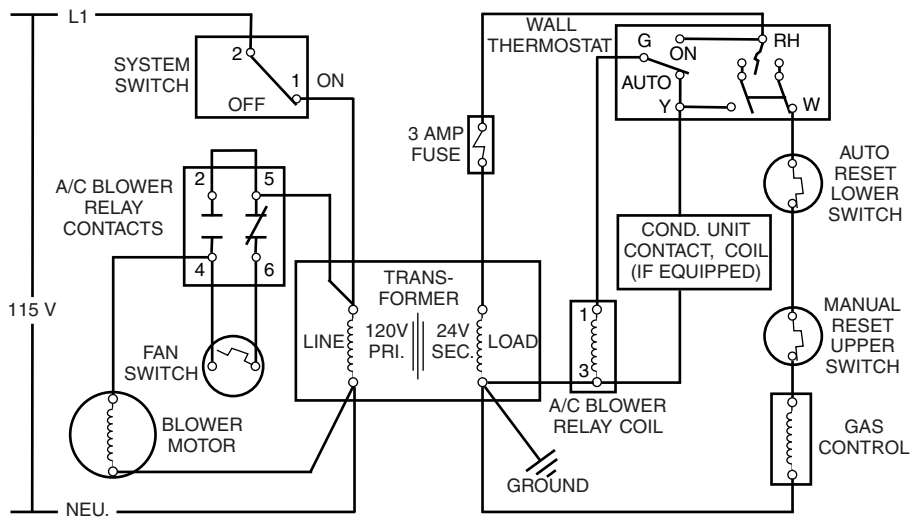 L1
SYSTEM
SWITCH
2
1
ON
OFF
WALL
THERMOSTAT
G
ON
RH
AUTO
Y
W
3 AMP
FUSE
A/C BLOWER
RELAY
CONTACTS
2
5
4
6
AUTO
RESET
LOWER
SWITCH
COND. UNIT
CONTACT, COIL
(IF EQUIPPED)
115 V
TRANS-
FORMER
LINE
120V
PRI.
24V
SEC.
LOAD
1
3
A/C BLOWER
RELAY COIL
MANUAL
RESET
UPPER
SWITCH
FAN
SWITCH
BLOWER
MOTOR
GAS
CONTROL
GROUND
NEU.